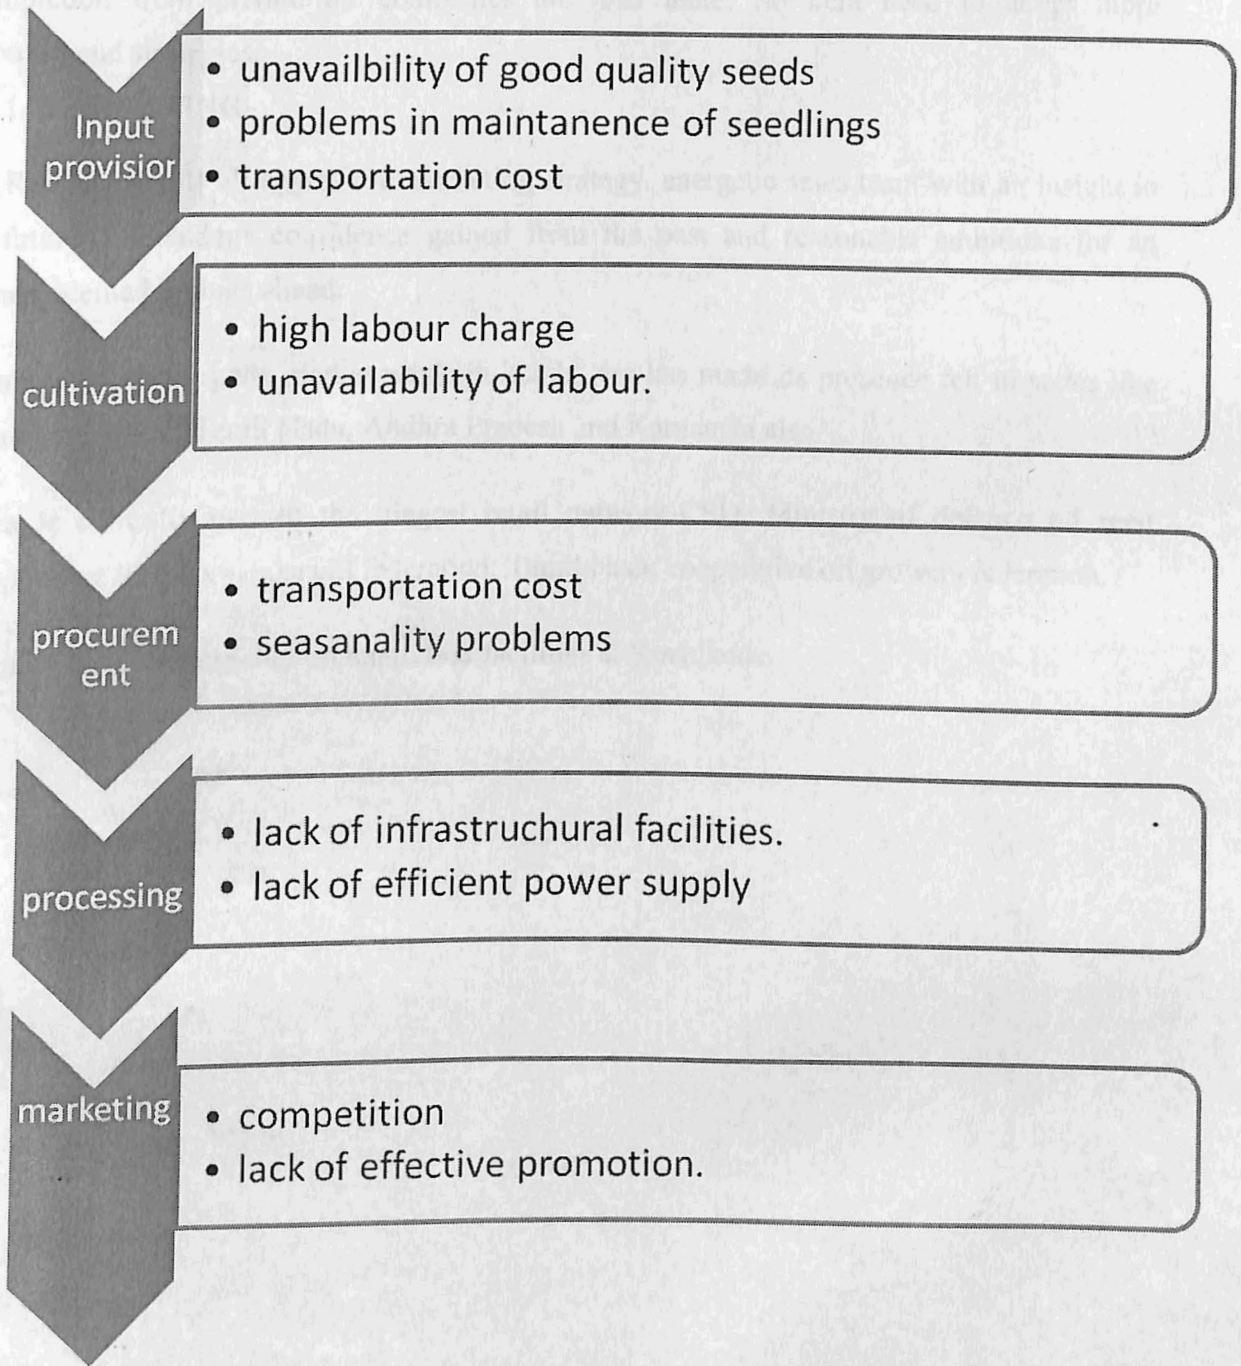 Input
provision
• unavailbility of good quality seeds
• problems in maintanence of seedlings
• transportation cost
cultivation
• high labour charge
• unavailability of labour.
procurem
ent
• transportation cost
• seasanality problems
processing
• lack of infrastruchural facilities.
• lack of efficient power supply
marketing
• competition
• lack of effective promotion.